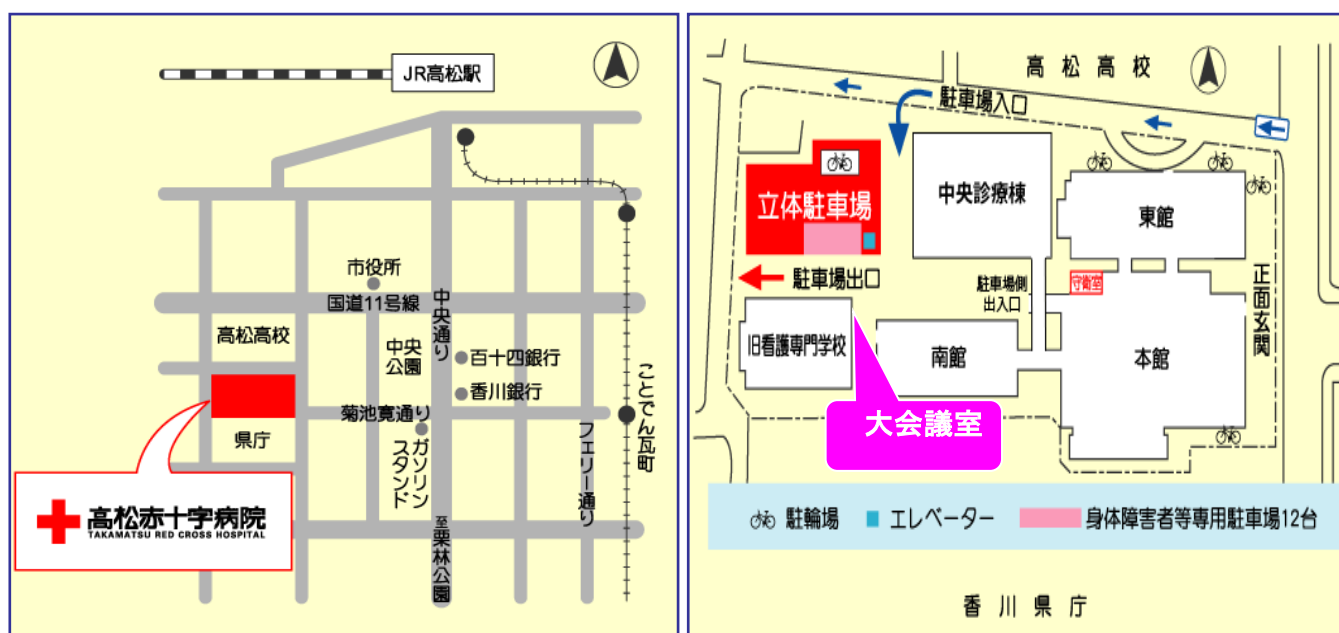 JR高松駅
市役所
国道11号線
中央通り
高松高校
中央
公園
百十四銀行
香川銀行
菊池寛通り
県庁
ガソリン
スタンド
フェリー通り
ことでん瓦町
至栗林公園
高松赤十字病院
TAKAMATSU RED CROSS HOSPITAL
高松高校
駐車場入口
立体駐車場
中央診療棟
東館
駐車場出口
駐車場側
出入口
守衛室
正面玄関
旧看護専門学校
南館
本館
大会議室
駐輪場
エレベーター
身体障害者等専用駐車場12台
香川県庁